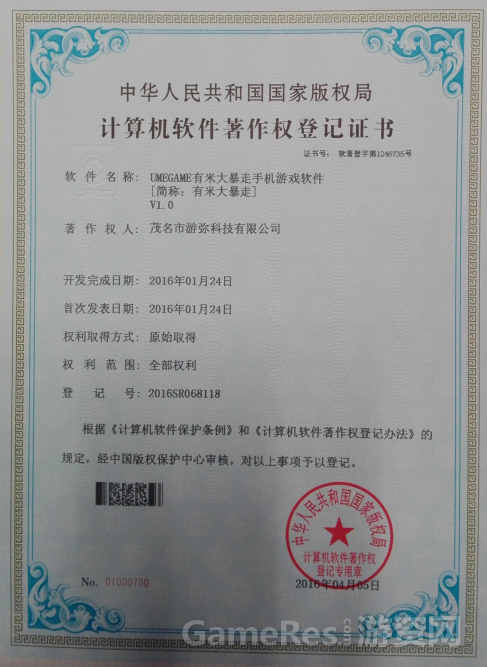 中华人民共和国国家版权局
计算机软件著作权登记证书
证书号： 软著登字第1246735号
软件名称： UMEGAME有米大暴走手机游戏软件
[简称：有米大暴走]
V1.0
著作权人： 茂名市游弥科技有限公司
开发完成日期： 2016年01月24日
首次发表日期： 2016年01月24日
权利取得方式： 原始取得
权利范围： 全部权利
登记号： 2016SR068118
根据《计算机软件保护条例》和《计算机软件著作权登记办法》的
规定，经中国版权保护中心审核，对以上事项予以登记。
中华人民共和国国家版权局
计算机软件著作权
登记专用章
No. 01000700
2016年04月05日
GameRes.com 游资网